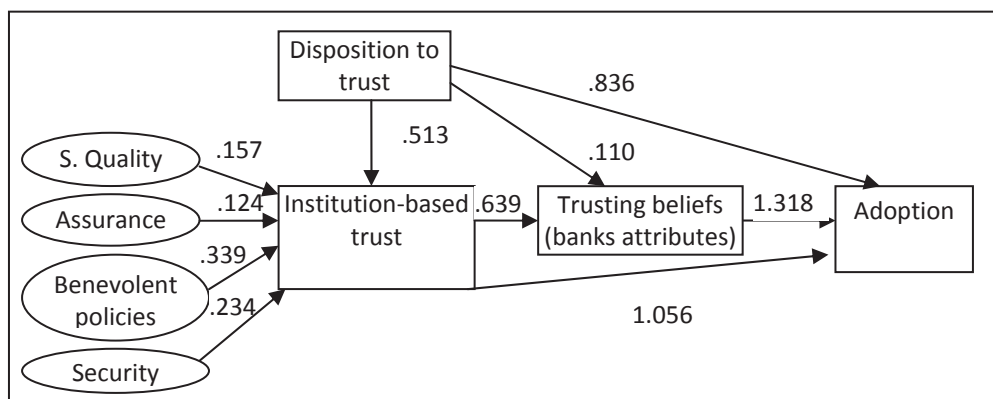 Disposition to
trust
.836
.513
.110
S. Quality
.157
Assurance
.124
Benevolent
policies
.339
Security
.234
Institution-based
trust
.639
Trusting beliefs
(banks attributes)
1.318
Adoption
1.056